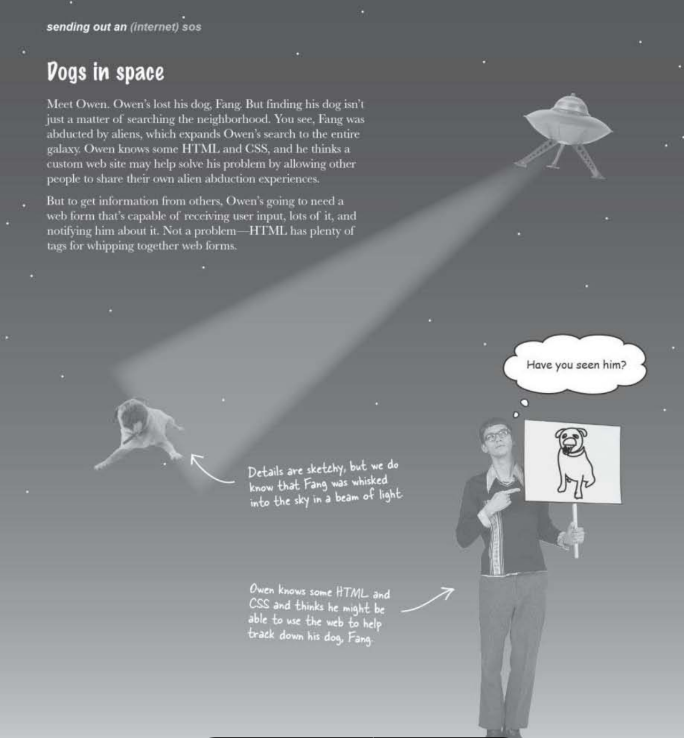 sending out an (internet) sos
Dogs in space
Meet Owen. Owen's lost his dog, Fang. But finding his dog isn't
just a matter of searching the neighborhood. You see, Fang was
abducted by aliens, which expands Owen's search to the entire
galaxy. Owen knows some HTML and CSS, and he thinks a
custom web site may help solve his problem by allowing other
people to share their own alien abduction experiences.
But to get information from others, Owen's going to need a
web form that's capable of receiving user input, lots of it, and
notifying him about it. Not a problem—HTML has plenty of
tags for whipping together web forms.
Have you seen him?
Details are sketchy, but we do
know that Fang was whisked
into the sky in a beam of light.
Owen knows some HTML and
CSS and thinks he might be
able to use the web to help
track down his dog, Fang.